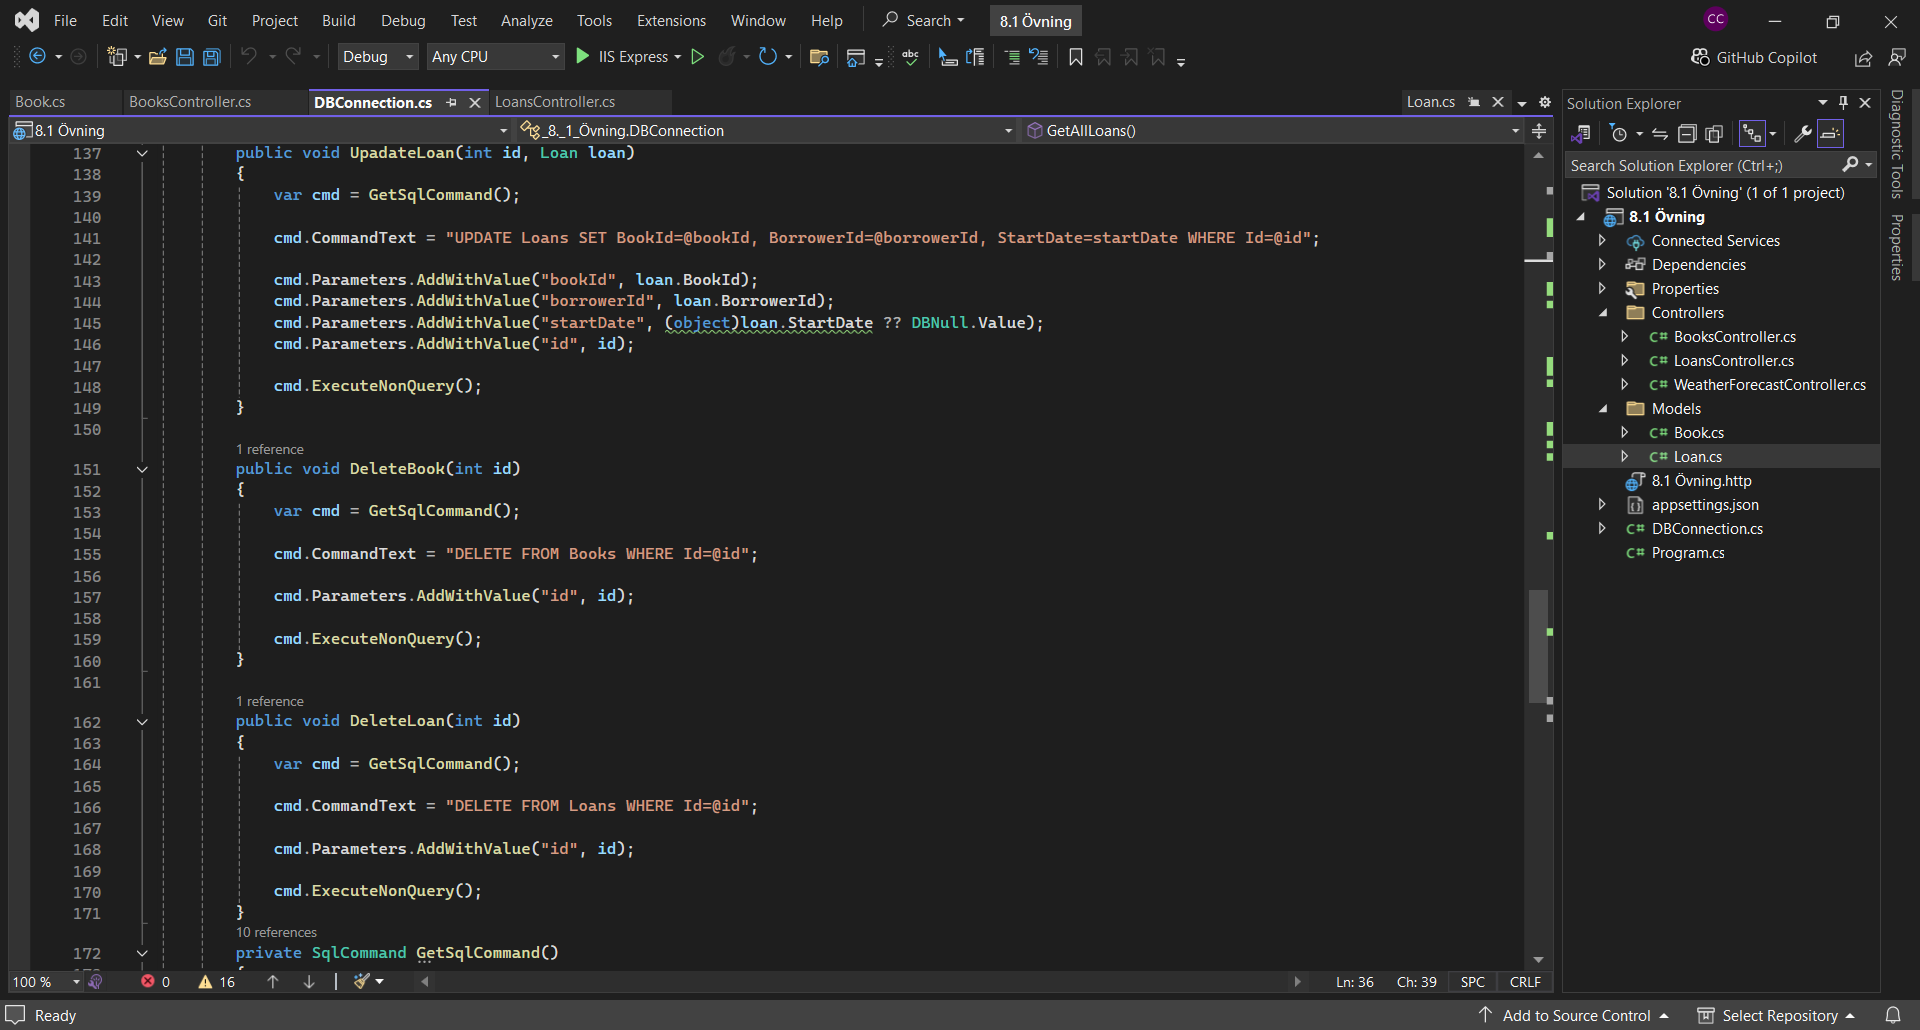 File Edit View Git Project Build Debug Test Analyze Tools Extensions Window Help Search 8.1 Övning CC
Debug Any CPU IIS Express abc GitHub Copilot
Book.cs BooksController.cs DBConnection.cs LoansController.cs Loan.cs
8.1 Övning _8._1_Övning.DBConnection GetAllLoans()
137 public void UpadateLoan(int id, Loan loan)
138 {
139 var cmd = GetSqlCommand();
140
141 cmd.CommandText = "UPDATE Loans SET BookId=@bookId, BorrowerId=@borrowerId, StartDate=startDate WHERE Id=@id";
142
143 cmd.Parameters.AddWithValue("bookId", loan.BookId);
144 cmd.Parameters.AddWithValue("borrowerId", loan.BorrowerId);
145 cmd.Parameters.AddWithValue("startDate", (object)loan.StartDate ?? DBNull.Value);
146 cmd.Parameters.AddWithValue("id", id);
147
148 cmd.ExecuteNonQuery();
149 }
150
1 reference
151 public void DeleteBook(int id)
152 {
153 var cmd = GetSqlCommand();
154
155 cmd.CommandText = "DELETE FROM Books WHERE Id=@id";
156
157 cmd.Parameters.AddWithValue("id", id);
158
159 cmd.ExecuteNonQuery();
160 }
161
1 reference
162 public void DeleteLoan(int id)
163 {
164 var cmd = GetSqlCommand();
165
166 cmd.CommandText = "DELETE FROM Loans WHERE Id=@id";
167
168 cmd.Parameters.AddWithValue("id", id);
169
170 cmd.ExecuteNonQuery();
171 }
10 references
172 private SqlCommand GetSqlCommand()
100 % 0 16 Ln: 36 Ch: 39 SPC CRLF
Solution Explorer
Search Solution Explorer (Ctrl+;)
Solution '8.1 Övning' (1 of 1 project)
8.1 Övning
Connected Services
Dependencies
Properties
Controllers
C# BooksController.cs
C# LoansController.cs
C# WeatherForecastController.cs
Models
C# Book.cs
C# Loan.cs
8.1 Övning.http
appsettings.json
C# DBConnection.cs
C# Program.cs
Diagnostic Tools
Properties
Ready Add to Source Control Select Repository